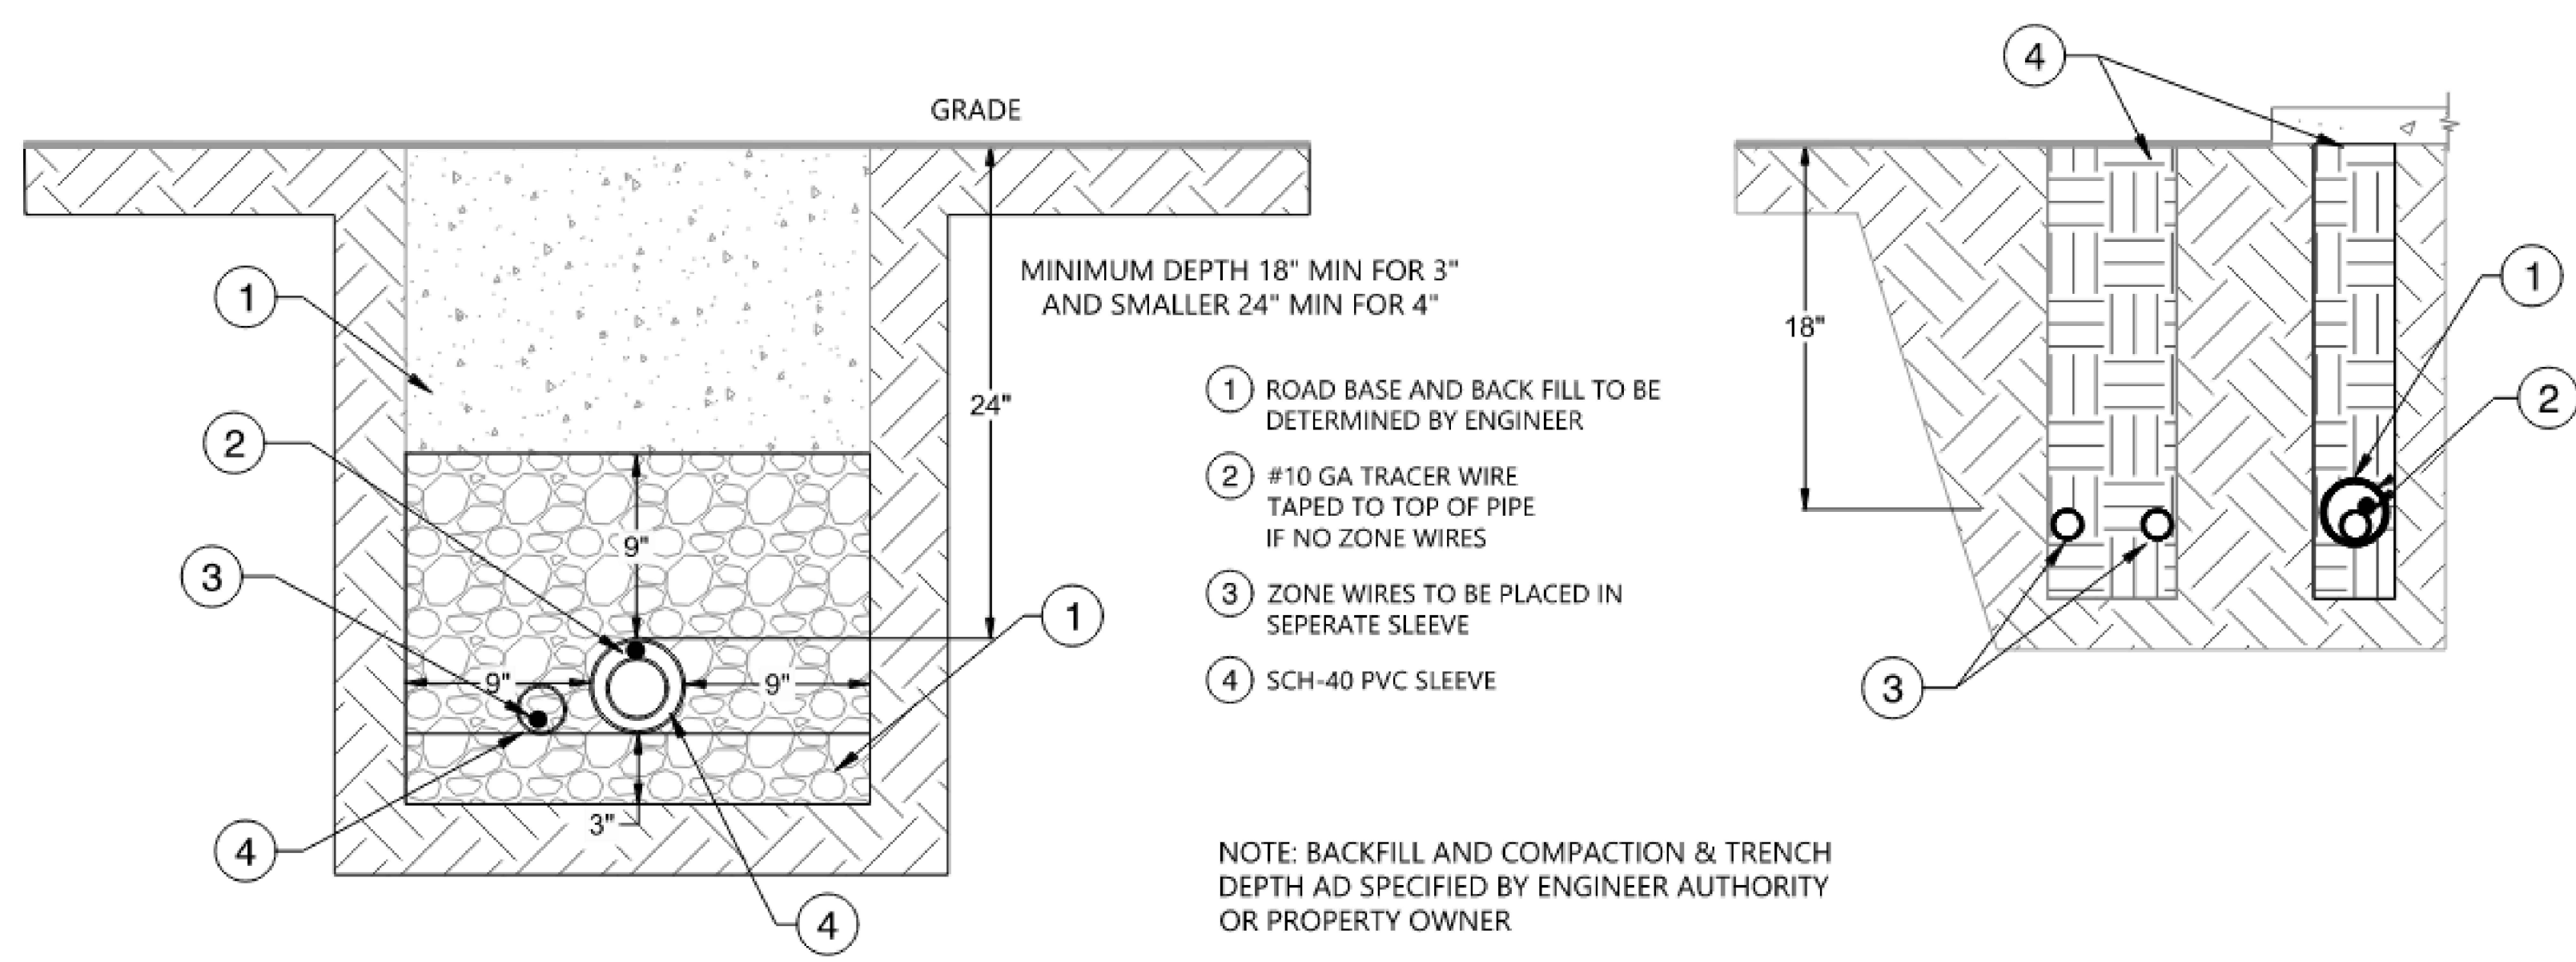 GRADE
MINIMUM DEPTH 18" MIN FOR 3"
AND SMALLER 24" MIN FOR 4"
1
2
3
4
9"
9"
9"
3"
4
1
24"
1 ROAD BASE AND BACK FILL TO BE
DETERMINED BY ENGINEER
2 #10 GA TRACER WIRE
TAPED TO TOP OF PIPE
IF NO ZONE WIRES
3 ZONE WIRES TO BE PLACED IN
SEPERATE SLEEVE
4 SCH-40 PVC SLEEVE
NOTE: BACKFILL AND COMPACTION & TRENCH
DEPTH AD SPECIFIED BY ENGINEER AUTHORITY
OR PROPERTY OWNER
4
18"
1
2
3